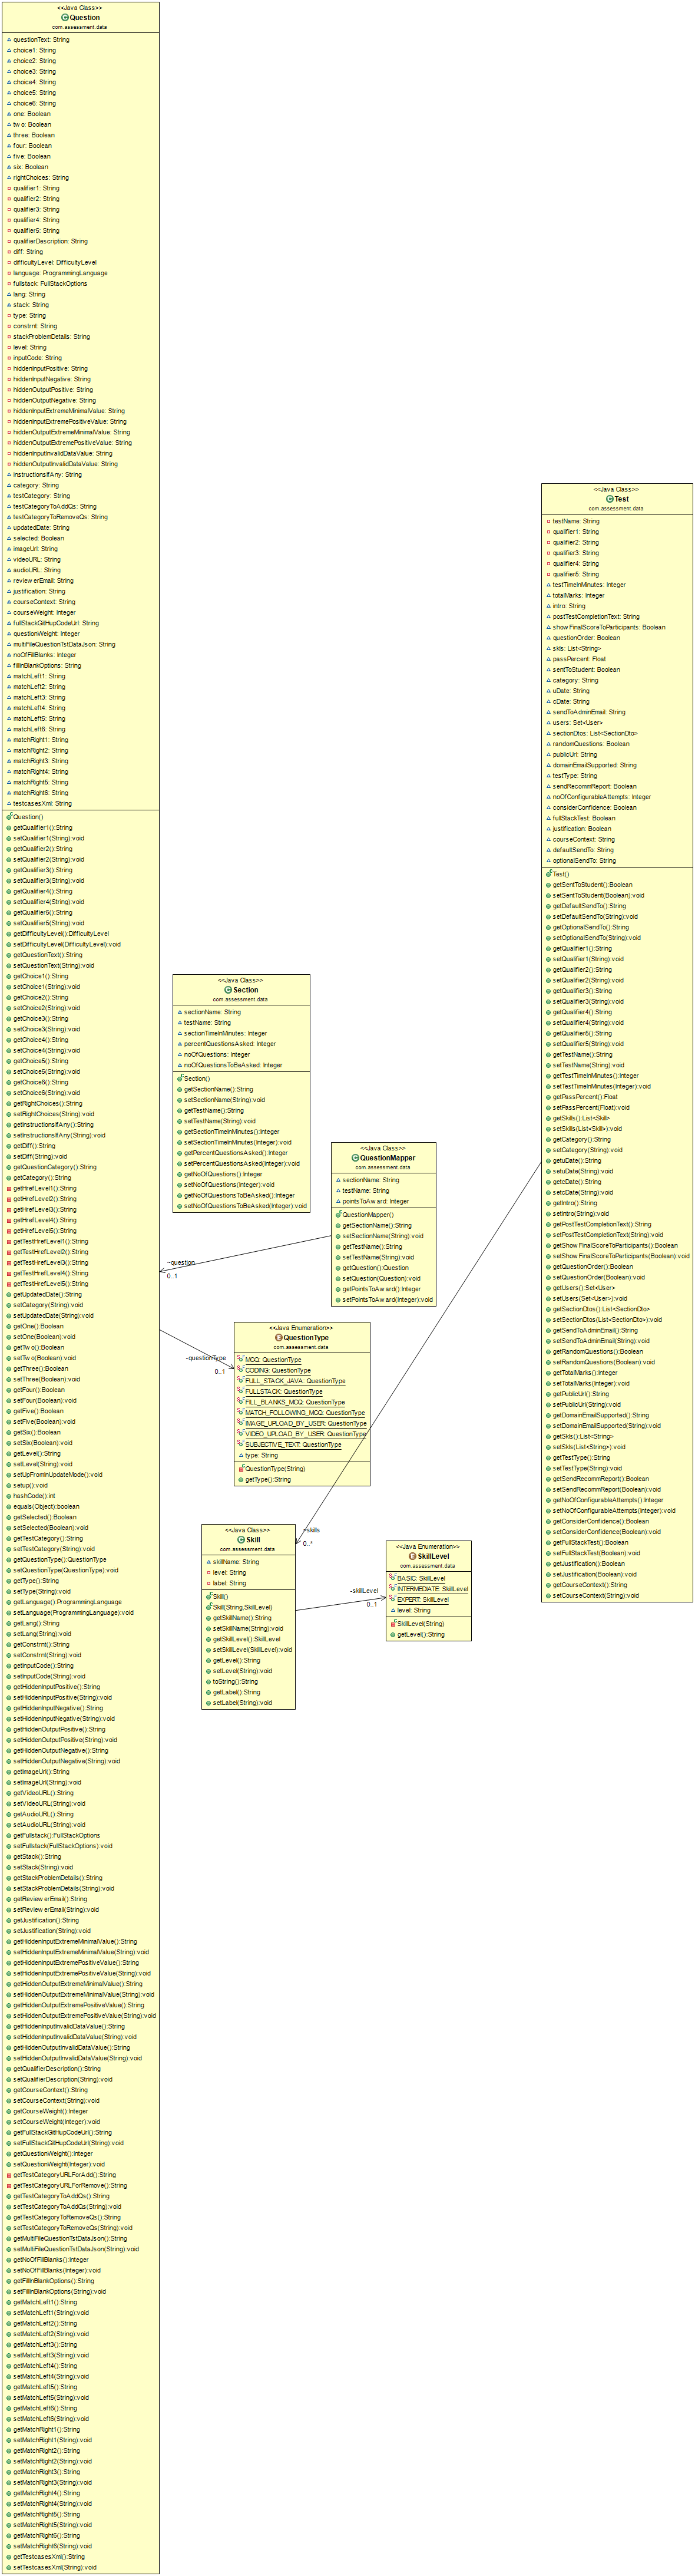 <<Java Class>>
Question
com.assessment.data
questionText: String
choice1: String
choice2: String
choice3: String
choice4: String
choice5: String
choice6: String
one: Boolean
two: Boolean
three: Boolean
four: Boolean
five: Boolean
six: Boolean
rightChoices: String
qualifier1: String
qualifier2: String
qualifier3: String
qualifier4: String
qualifier5: String
qualifierDescription: String
diff: String
difficultyLevel: DifficultyLevel
language: ProgrammingLanguage
fullstack: FullStackOptions
lang: String
stack: String
type: String
constrnt: String
stackProblemDetails: String
level: String
inputCode: String
hiddenInputPositive: String
hiddenInputNegative: String
hiddenOutputPositive: String
hiddenOutputNegative: String
hiddenInputExtremeMinimalValue: String
hiddenInputExtremePositiveValue: String
hiddenOutputExtremeMinimalValue: String
hiddenOutputExtremePositiveValue: String
hiddenInputInvalidDataValue: String
hiddenOutputInvalidDataValue: String
instructionsIfAny: String
category: String
testCategory: String
testCategoryToAddQs: String
testCategoryToRemoveQs: String
updatedDate: String
selected: Boolean
imageUrl: String
videoURL: String
audioURL: String
reviewerEmail: String
justification: String
courseContext: String
courseWeight: Integer
fullStackGitHupCodeUrl: String
questionWeight: Integer
multiFileQuestionTstDataJson: String
noOfFillBlanks: Integer
fillInBlankOptions: String
matchLeft1: String
matchLeft2: String
matchLeft3: String
matchLeft4: String
matchLeft5: String
matchLeft6: String
matchRight1: String
matchRight2: String
matchRight3: String
matchRight4: String
matchRight5: String
matchRight6: String
testcasesXml: String
Question()
getQualifier1():String
setQualifier1(String):void
getQualifier2():String
setQualifier2(String):void
getQualifier3():String
setQualifier3(String):void
getQualifier4():String
setQualifier4(String):void
getQualifier5():String
setQualifier5(String):void
getDifficultyLevel():DifficultyLevel
setDifficultyLevel(DifficultyLevel):void
getQuestionText():String
setQuestionText(String):void
getChoice1():String
setChoice1(String):void
getChoice2():String
setChoice2(String):void
getChoice3():String
setChoice3(String):void
getChoice4():String
setChoice4(String):void
getChoice5():String
setChoice5(String):void
getChoice6():String
setChoice6(String):void
getRightChoices():String
setRightChoices(String):void
getInstructionsIfAny():String
setInstructionsIfAny(String):void
getDiff():String
setDiff(String):void
getQuestionCategory():String
getCategory():String
getHrefLevel1():String
getHrefLevel2():String
getHrefLevel3():String
getHrefLevel4():String
getHrefLevel5():String
getTestHrefLevel1():String
getTestHrefLevel2():String
getTestHrefLevel3():String
getTestHrefLevel4():String
getTestHrefLevel5():String
getUpdatedDate():String
setCategory(String):void
setUpdatedDate(String):void
getOne():Boolean
setOne(Boolean):void
getTwo():Boolean
setTwo(Boolean):void
getThree():Boolean
setThree(Boolean):void
getFour():Boolean
setFour(Boolean):void
getFive():Boolean
setFive(Boolean):void
getSix():Boolean
setSix(Boolean):void
getLevel():String
setLevel(String):void
setUpFromInUpdateMode():void
setup():void
hashCode():int
equals(Object):boolean
getSelected():Boolean
setSelected(Boolean):void
getTestCategory():String
setTestCategory(String):void
getQuestionType():QuestionType
setQuestionType(QuestionType):void
getType():String
setType(String):void
getLanguage():ProgrammingLanguage
setLanguage(ProgrammingLanguage):void
getLang():String
setLang(String):void
getConstrnt():String
setConstrnt(String):void
getInputCode():String
setInputCode(String):void
getHiddenInputPositive():String
setHiddenInputPositive(String):void
getHiddenInputNegative():String
setHiddenInputNegative(String):void
getHiddenOutputPositive():String
setHiddenOutputPositive(String):void
getHiddenOutputNegative():String
setHiddenOutputNegative(String):void
getImageUrl():String
setImageUrl(String):void
getVideoURL():String
setVideoURL(String):void
getAudioURL():String
setAudioURL(String):void
getFullstack():FullStackOptions
setFullstack(FullStackOptions):void
getStack():String
setStack(String):void
getStackProblemDetails():String
setStackProblemDetails(String):void
getReviewerEmail():String
setReviewerEmail(String):void
getJustification():String
setJustification(String):void
getHiddenInputExtremeMinimalValue():String
setHiddenInputExtremeMinimalValue(String):void
getHiddenInputExtremePositiveValue():String
setHiddenInputExtremePositiveValue(String):void
getHiddenOutputExtremeMinimalValue():String
setHiddenOutputExtremeMinimalValue(String):void
getHiddenOutputExtremePositiveValue():String
setHiddenOutputExtremePositiveValue(String):void
getHiddenInputInvalidDataValue():String
setHiddenInputInvalidDataValue(String):void
getHiddenOutputInvalidDataValue():String
setHiddenOutputInvalidDataValue(String):void
getQualifierDescription():String
setQualifierDescription(String):void
getCourseContext():String
setCourseContext(String):void
getCourseWeight():Integer
setCourseWeight(Integer):void
getFullStackGitHupCodeUrl():String
setFullStackGitHupCodeUrl(String):void
getQuestionWeight():Integer
setQuestionWeight(Integer):void
getTestCategoryURLForAdd():String
getTestCategoryURLForRemove():String
getTestCategoryToAddQs():String
setTestCategoryToAddQs(String):void
getTestCategoryToRemoveQs():String
setTestCategoryToRemoveQs(String):void
getMultiFileQuestionTstDataJson():String
setMultiFileQuestionTstDataJson(String):void
getNoOfFillBlanks():Integer
setNoOfFillBlanks(Integer):void
getFillInBlankOptions():String
setFillInBlankOptions(String):void
getMatchLeft1():String
setMatchLeft1(String):void
getMatchLeft2():String
setMatchLeft2(String):void
getMatchLeft3():String
setMatchLeft3(String):void
getMatchLeft4():String
setMatchLeft4(String):void
getMatchLeft5():String
setMatchLeft5(String):void
getMatchLeft6():String
setMatchLeft6(String):void
getMatchRight1():String
setMatchRight1(String):void
getMatchRight2():String
setMatchRight2(String):void
getMatchRight3():String
setMatchRight3(String):void
getMatchRight4():String
setMatchRight4(String):void
getMatchRight5():String
setMatchRight5(String):void
getMatchRight6():String
setMatchRight6(String):void
getTestcasesXml():String
setTestcasesXml(String):void
<<Java Class>>
Section
com.assessment.data
sectionName: String
testName: String
sectionTimeInMinutes: Integer
percentQuestionsAsked: Integer
noOfQuestions: Integer
noOfQuestionsToBeAsked: Integer
Section()
getSectionName():String
setSectionName(String):void
getTestName():String
setTestName(String):void
getSectionTimeInMinutes():Integer
setSectionTimeInMinutes(Integer):void
getPercentQuestionsAsked():Integer
setPercentQuestionsAsked(Integer):void
getNoOfQuestions():Integer
setNoOfQuestions(Integer):void
getNoOfQuestionsToBeAsked():Integer
setNoOfQuestionsToBeAsked(Integer):void
<<Java Class>>
QuestionMapper
com.assessment.data
sectionName: String
testName: String
pointsToAward: Integer
QuestionMapper()
getSectionName():String
setSectionName(String):void
getTestName():String
setTestName(String):void
getQuestion():Question
setQuestion(Question):void
getPointsToAward():Integer
setPointsToAward(Integer):void
~question
0..1
<<Java Enumeration>>
QuestionType
com.assessment.data
MCQ: QuestionType
CODING: QuestionType
FULL_STACK_JAVA: QuestionType
FULLSTACK: QuestionType
FILL_BLANKS_MCQ: QuestionType
MATCH_FOLLOWING_MCQ: QuestionType
IMAGE_UPLOAD_BY_USER: QuestionType
VIDEO_UPLOAD_BY_USER: QuestionType
SUBJECTIVE_TEXT: QuestionType
type: String
QuestionType(String)
getType():String
-questionType
0..1
~skills
0..*
<<Java Class>>
Skill
com.assessment.data
skillName: String
level: String
label: String
Skill()
Skill(String,SkillLevel)
getSkillName():String
setSkillName(String):void
getSkillLevel():SkillLevel
setSkillLevel(SkillLevel):void
getLevel():String
setLevel(String):void
toString():String
getLabel():String
setLabel(String):void
-skillLevel
0..1
<<Java Enumeration>>
SkillLevel
com.assessment.data
BASIC: SkillLevel
INTERMEDIATE: SkillLevel
EXPERT: SkillLevel
level: String
SkillLevel(String)
getLevel():String
<<Java Class>>
Test
com.assessment.data
testName: String
qualifier1: String
qualifier2: String
qualifier3: String
qualifier4: String
qualifier5: String
testTimeInMinutes: Integer
totalMarks: Integer
intro: String
postTestCompletionText: String
showFinalScoreToParticipants: Boolean
questionOrder: Boolean
skls: List<String>
passPercent: Float
sentToStudent: Boolean
category: String
uDate: String
cDate: String
sendToAdminEmail: String
users: Set<User>
sectionDtos: List<SectionDto>
randomQuestions: Boolean
publicUrl: String
domainEmailSupported: String
testType: String
sendRecommReport: Boolean
noOfConfigurableAttempts: Integer
considerConfidence: Boolean
fullStackTest: Boolean
justification: Boolean
courseContext: String
defaultSendTo: String
optionalSendTo: String
Test()
getSentToStudent():Boolean
setSentToStudent(Boolean):void
getDefaultSendTo():String
setDefaultSendTo(String):void
getOptionalSendTo():String
setOptionalSendTo(String):void
getQualifier1():String
setQualifier1(String):void
getQualifier2():String
setQualifier2(String):void
getQualifier3():String
setQualifier3(String):void
getQualifier4():String
setQualifier4(String):void
getQualifier5():String
setQualifier5(String):void
getTestName():String
setTestName(String):void
getTestTimeInMinutes():Integer
setTestTimeInMinutes(Integer):void
getPassPercent():Float
setPassPercent(Float):void
getSkills():List<Skill>
setSkills(List<Skill>):void
getCategory():String
setCategory(String):void
getuDate():String
setuDate(String):void
getcDate():String
setcDate(String):void
getIntro():String
setIntro(String):void
getPostTestCompletionText():String
setPostTestCompletionText(String):void
getShowFinalScoreToParticipants():Boolean
setShowFinalScoreToParticipants(Boolean):void
getQuestionOrder():Boolean
setQuestionOrder(Boolean):void
getUsers():Set<User>
setUsers(Set<User>):void
getSectionDtos():List<SectionDto>
setSectionDtos(List<SectionDto>):void
getSendToAdminEmail():String
setSendToAdminEmail(String):void
getRandomQuestions():Boolean
setRandomQuestions(Boolean):void
getTotalMarks():Integer
setTotalMarks(Integer):void
getPublicUrl():String
setPublicUrl(String):void
getDomainEmailSupported():String
setDomainEmailSupported(String):void
getSkls():List<String>
setSkls(List<String>):void
getTestType():String
setTestType(String):void
getSendRecommReport():Boolean
setSendRecommReport(Boolean):void
getNoOfConfigurableAttempts():Integer
setNoOfConfigurableAttempts(Integer):void
getConsiderConfidence():Boolean
setConsiderConfidence(Boolean):void
getFullStackTest():Boolean
setFullStackTest(Boolean):void
getJustification():Boolean
setJustification(Boolean):void
getCourseContext():String
setCourseContext(String):void